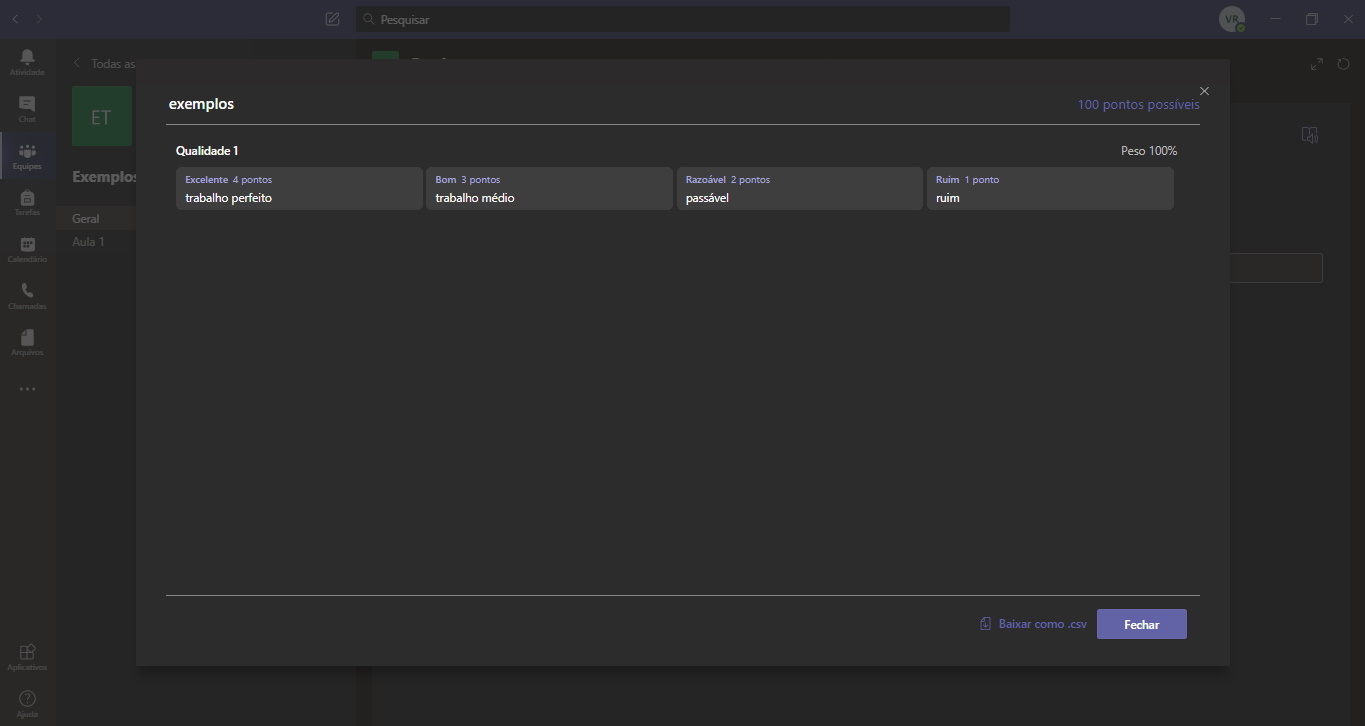 Pesquisar
VR
Atividade
Chat
Equipes
Tarefas
Calendário
Chamadas
Arquivos
Aplicativos
Ajuda
Todas as
ET
Exemplos
Geral
Aula 1
exemplos
100 pontos possíveis
Qualidade 1
Peso 100%
Excelente 4 pontos
trabalho perfeito
Bom 3 pontos
trabalho médio
Razoável 2 pontos
passável
Ruim 1 ponto
ruim
Baixar como .csv
Fechar